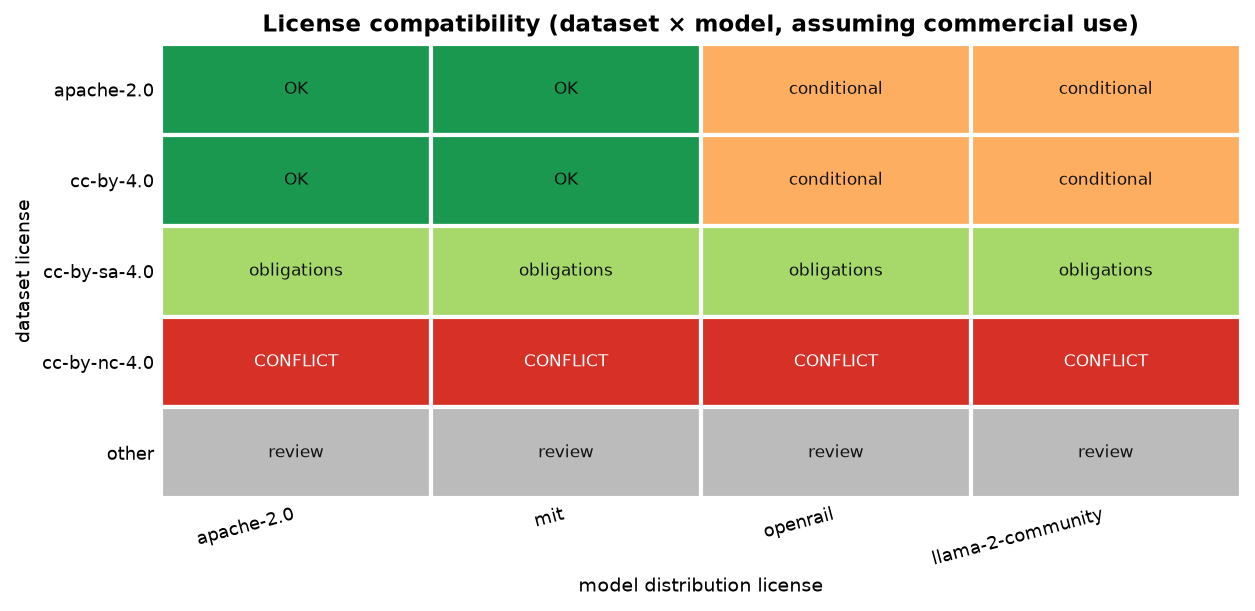 License compatibility (dataset × model, assuming commercial use)
dataset license
apache-2.0 OK OK conditional conditional
cc-by-4.0 OK OK conditional conditional
cc-by-sa-4.0 obligations obligations obligations obligations
cc-by-nc-4.0 CONFLICT CONFLICT CONFLICT CONFLICT
other review review review review
apache-2.0 mit openrail llama-2-community
model distribution license